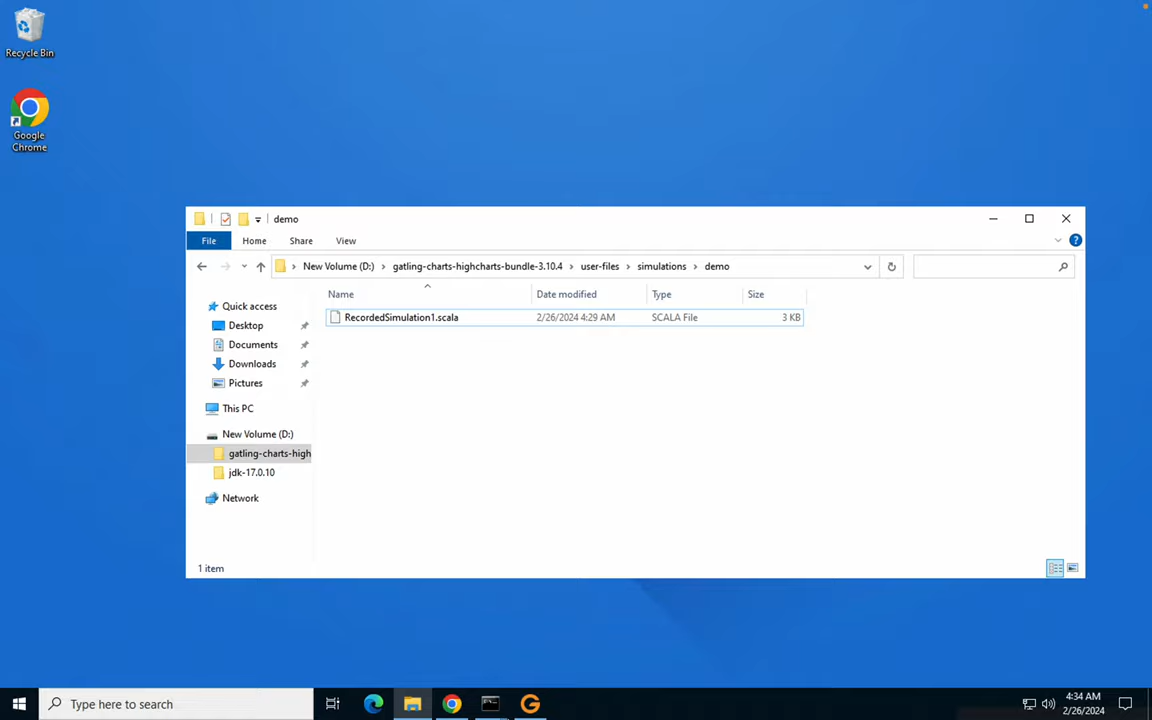 Recycle Bin
Google
Chrome
demo
File Home Share View
New Volume (D:) gatling-charts-highcharts-bundle-3.10.4 user-files simulations demo
Name Date modified Type Size
RecordedSimulation1.scala 2/26/2024 4:29 AM SCALA File 3 KB
Quick access
Desktop
Documents
Downloads
Pictures
This PC
New Volume (D:)
gatling-charts-high
jdk-17.0.10
Network
1 item
Type here to search
4:34 AM
2/26/2024